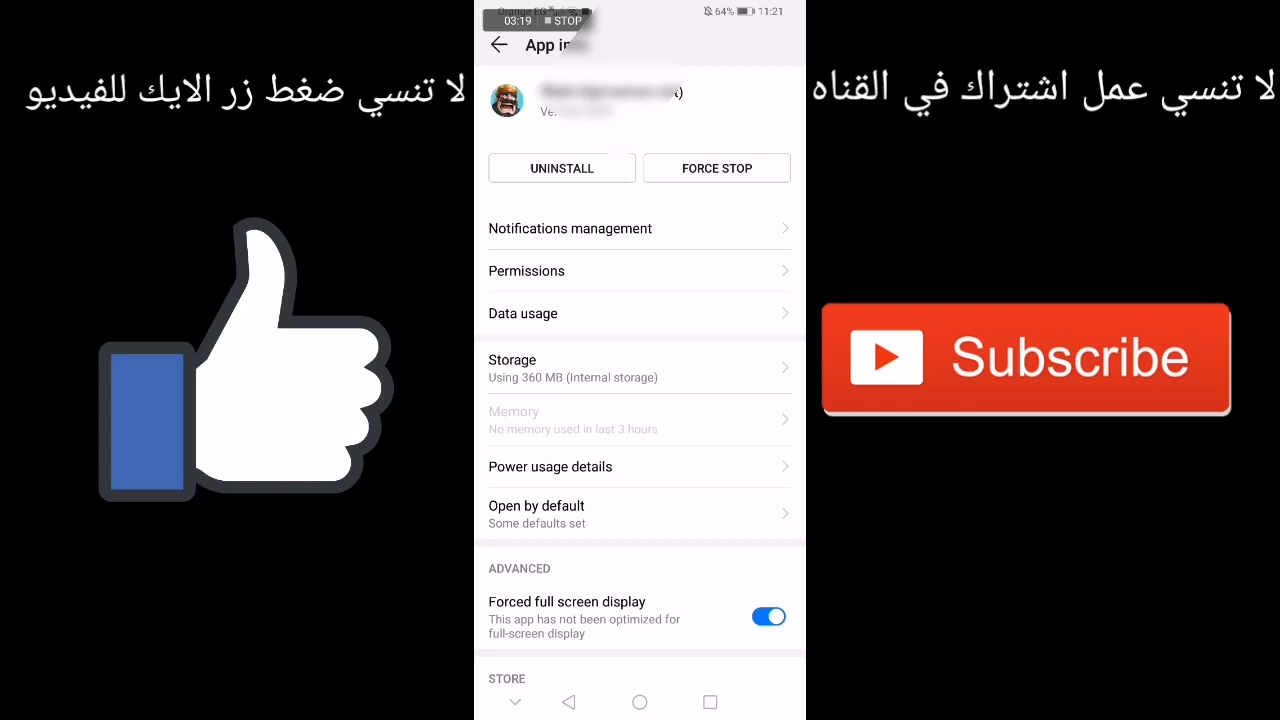 لا تنسي ضغط زر الايك للفيديو
Orange EG
64% 11:21
03:19 STOP
App
UNINSTALL
FORCE STOP
Notifications management
Permissions
Data usage
Storage
Using 360 MB (Internal storage)
Memory
No memory used in last 3 hours
Power usage details
Open by default
Some defaults set
ADVANCED
Forced full screen display
This app has not been optimized for
full-screen display
STORE
لا تنسي عمل اشتراك في القناه
Subscribe